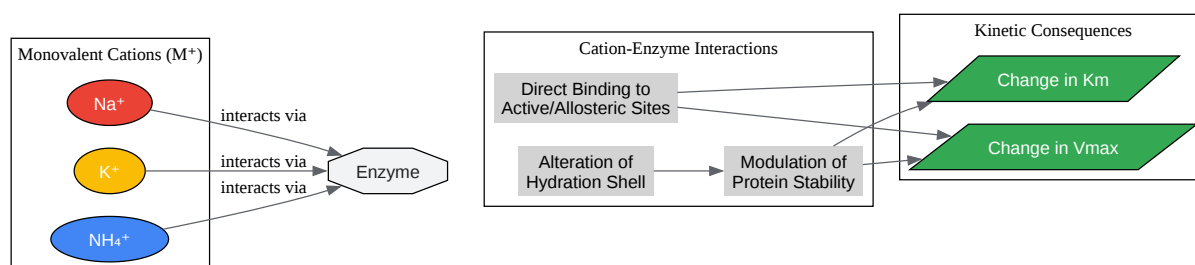 Monovalent Cations (M⁺)
Na⁺
K⁺
NH₄⁺
interacts via
interacts via
interacts via
Enzyme
Cation-Enzyme Interactions
Direct Binding to
Active/Allosteric Sites
Alteration of
Hydration Shell
Modulation of
Protein Stability
Kinetic Consequences
Change in Km
Change in Vmax